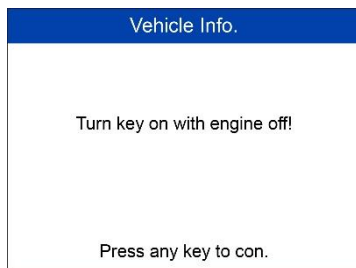 Vehicle Info.
Turn key on with engine off!
Press any key to con.